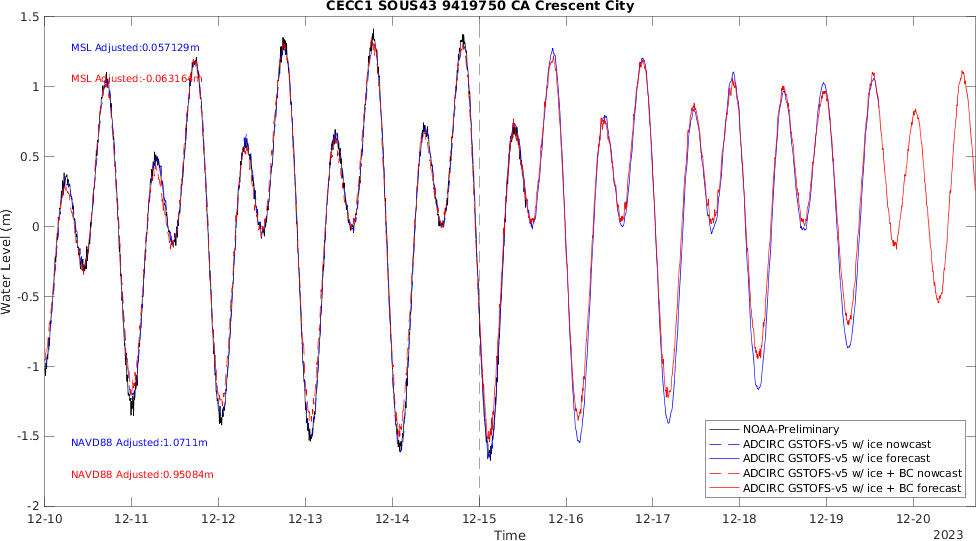 CECC1 SOUS43 9419750 CA Crescent City
1.5
1
0.5
0
-0.5
-1
-1.5
-2
Water Level (m)
MSL Adjusted:0.057129m
MSL Adjusted:-0.063164m
NAVD88 Adjusted:1.0711m
NAVD88 Adjusted:0.95084m
NOAA-Preliminary
ADCIRC GSTOFS-v5 w/ ice nowcast
ADCIRC GSTOFS-v5 w/ ice forecast
ADCIRC GSTOFS-v5 w/ ice + BC nowcast
ADCIRC GSTOFS-v5 w/ ice + BC forecast
12-10 12-11 12-12 12-13 12-14 12-15 12-16 12-17 12-18 12-19 12-20
Time
2023